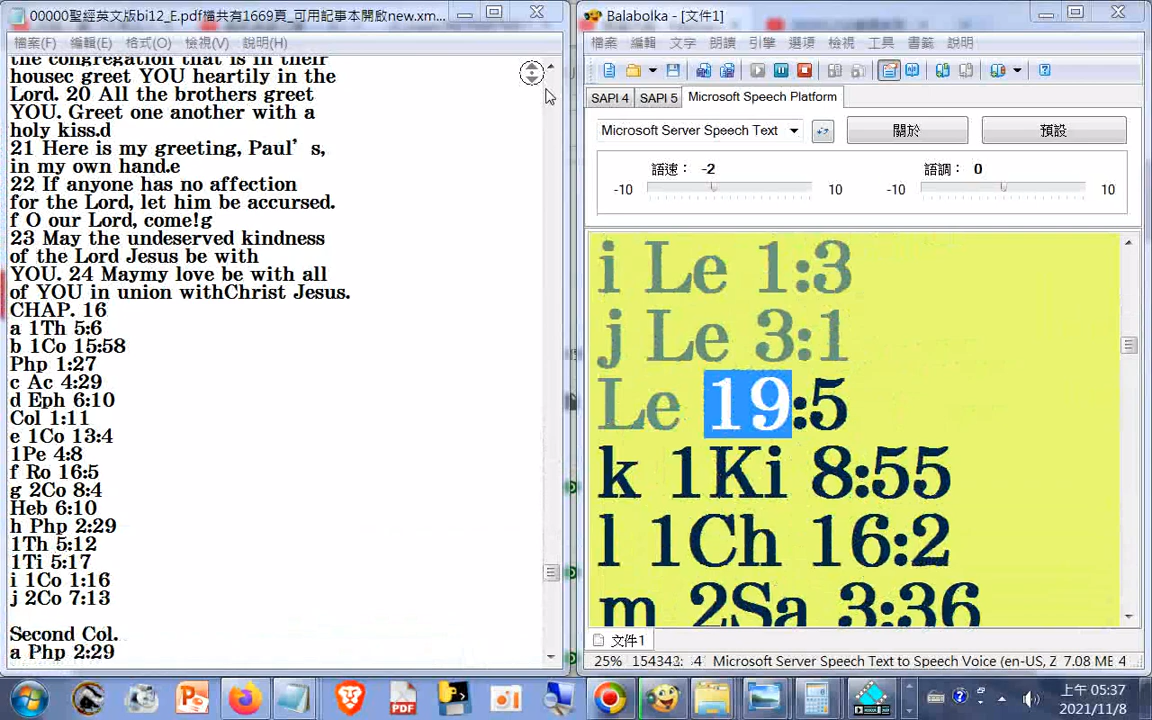 00000聖經英文版bi12_E.pdf檔共有1669頁_可用記事本開啟new.xm...
檔案(F) 編輯(E) 格式(O) 檢視(V) 說明(H)
the congregation that is in their
housec greet YOU heartily in the
Lord. 20 All the brothers greet
YOU. Greet one another with a
holy kiss.d
21 Here is my greeting, Paul’s,
in my own hand.e
22 If anyone has no affection
for the Lord, let him be accursed.
f O our Lord, come!g
23 May the undeserved kindness
of the Lord Jesus be with
YOU. 24 Maymy love be with all
of YOU in union withChrist Jesus.
CHAP. 16
a 1Th 5:6
b 1Co 15:58
Php 1:27
c Ac 4:29
d Eph 6:10
Col 1:11
e 1Co 13:4
1Pe 4:8
f Ro 16:5
g 2Co 8:4
Heb 6:10
h Php 2:29
1Th 5:12
1Ti 5:17
i 1Co 1:16
j 2Co 7:13
Second Col.
a Php 2:29
Balabolka - [文件1]
檔案 編輯 文字 朗讀 引擎 選項 檢視 工具 書籤 說明
SAPI 4 SAPI 5 Microsoft Speech Platform
Microsoft Server Speech Text 關於 預設
語速： -2 語調： 0
-10 10 -10 10
i Le 1:3
j Le 3:1
Le 19:5
k 1Ki 8:55
l 1Ch 16:2
m 2Sa 3:36
文件1
25% 154342: :4 Microsoft Server Speech Text to Speech Voice (en-US, Z 7.08 MB 4
PDF
上午 05:37
2021/11/8